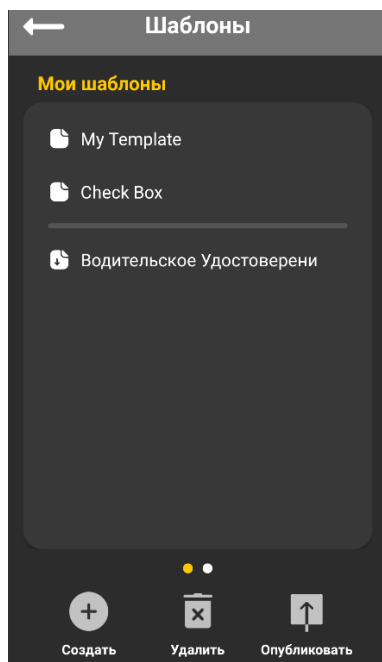 Шаблоны
Мои шаблоны
My Template
Check Box
Водительское Удостоверени
Создать Удалить Опубликовать